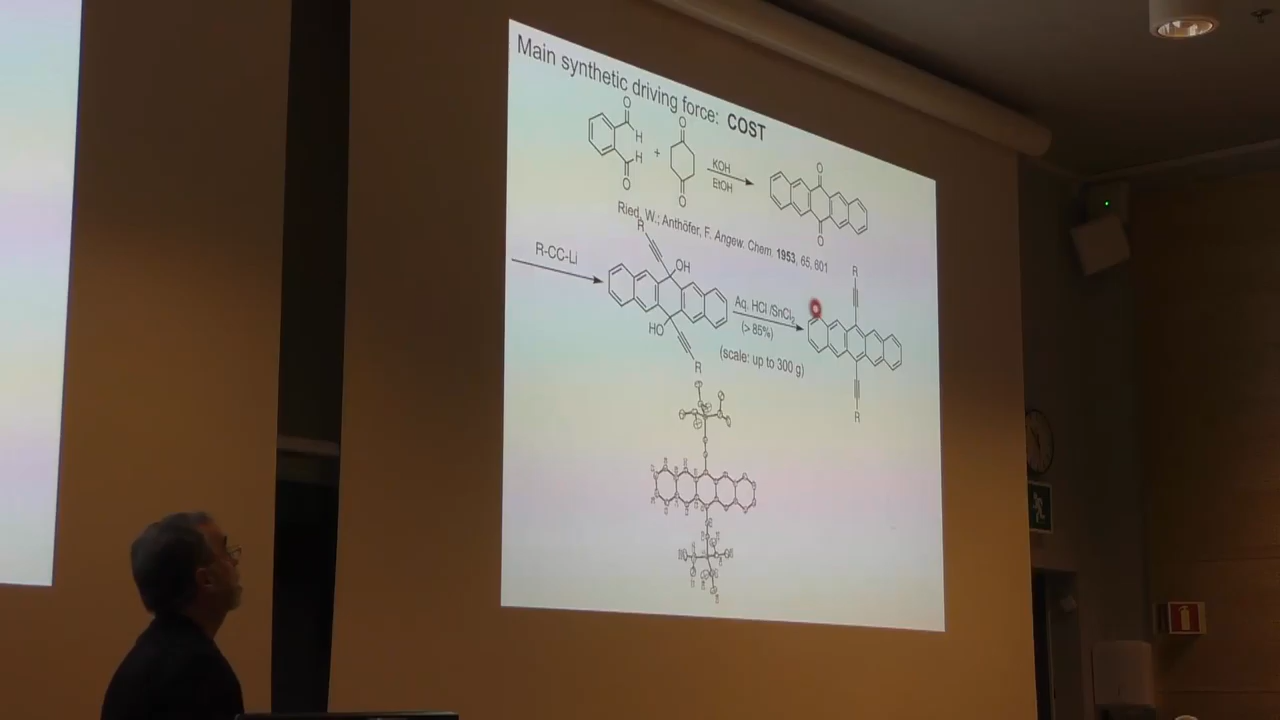 Main synthetic driving force: COST
O
H
H
O
+
O
O
KOH
EtOH
O
O
Ried, W.; Anthöfer, F. Angew. Chem. 1953, 65, 601
R-CC-Li
R
OH
HO
R
Aq. HCl /SnCl2
(> 85%)
(scale: up to 300 g)
R
R